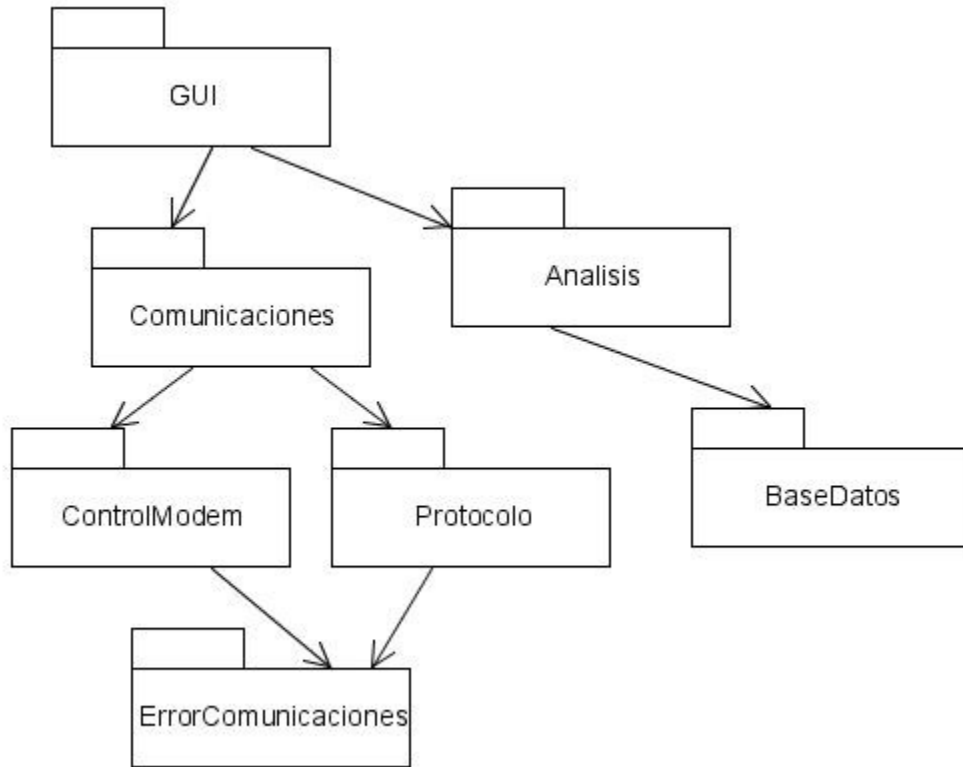 GUI
Analisis
Comunicaciones
ControlModem
Protocolo
BaseDatos
ErrorComunicaciones